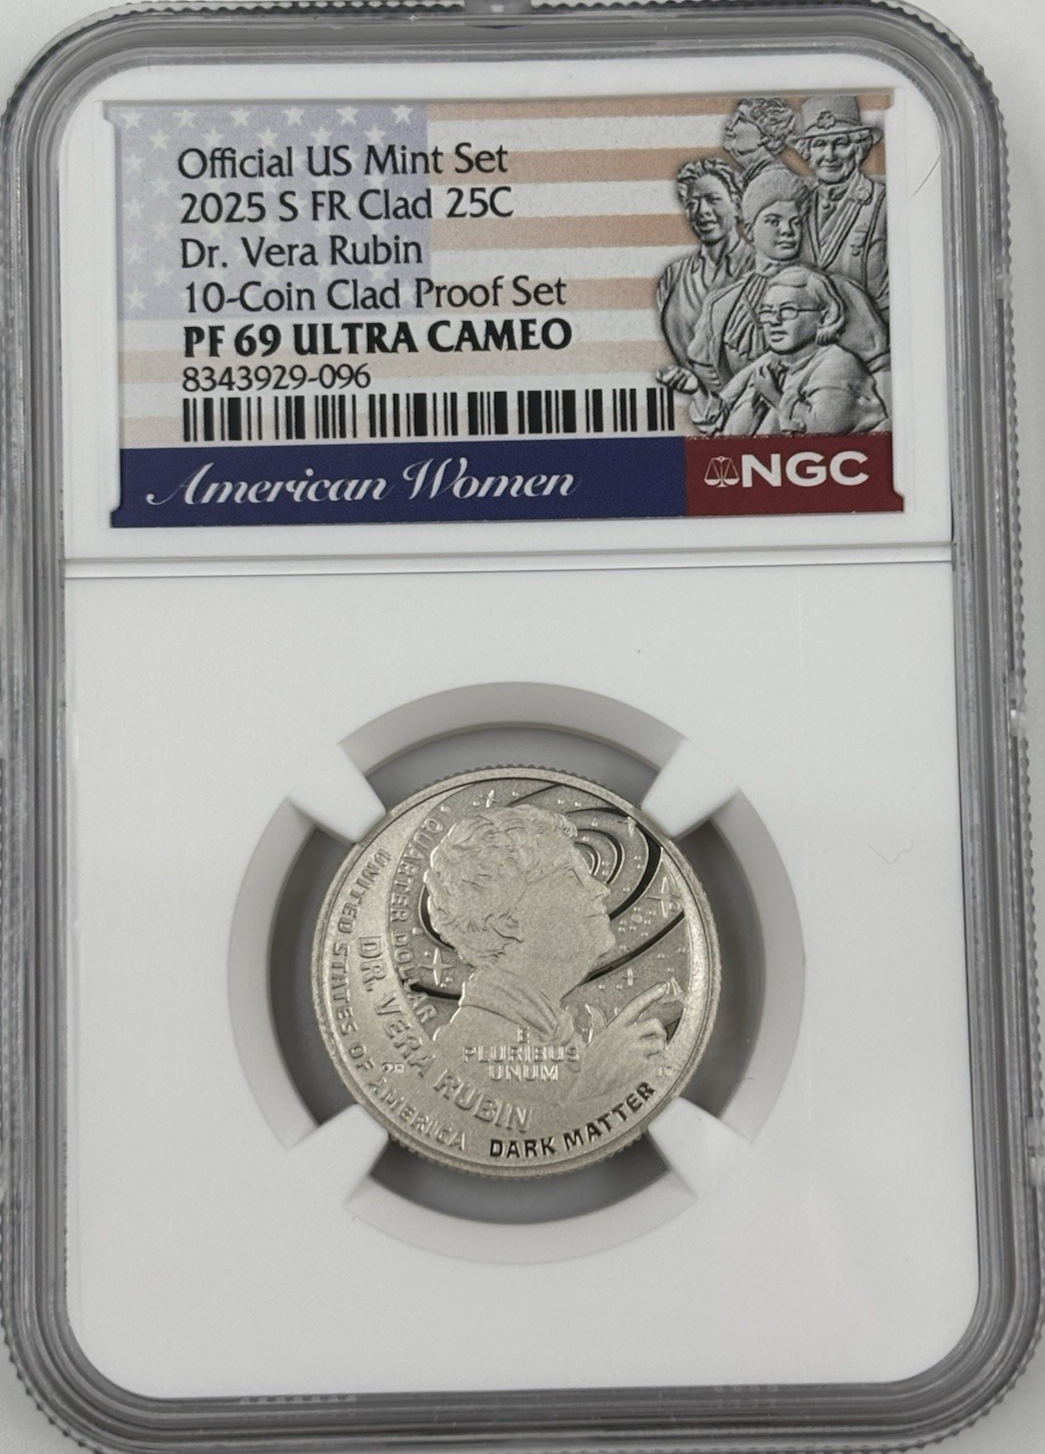 Official US Mint Set
2025 S FR Clad 25C
Dr. Vera Rubin
10-Coin Clad Proof Set
PF 69 ULTRA CAMEO
8343929-096
American Women
NGC
QUARTER DOLLAR
UNITED STATES OF AMERICA
DR. VERA RUBIN
E
PLURIBUS
UNUM
DARK MATTER